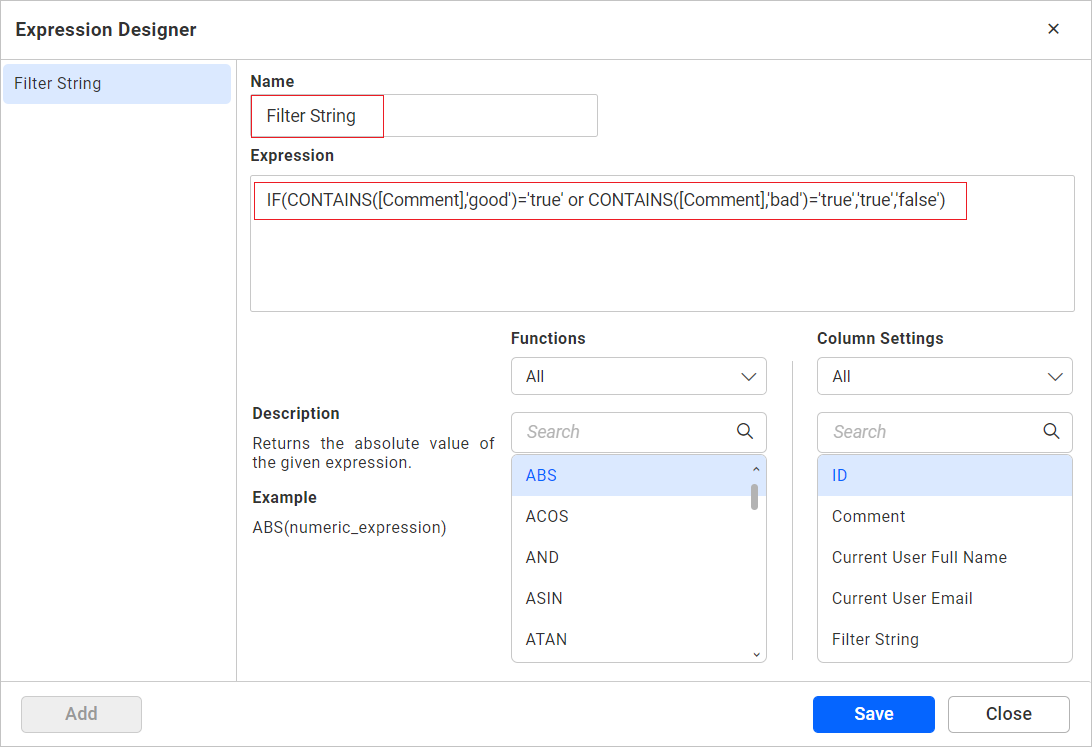 Expression Designer
Filter String
Name
Filter String
Expression
IF(CONTAINS([Comment],'good')='true' or CONTAINS([Comment],'bad')='true','true','false')
Functions
All
Search
ABS
ACOS
AND
ASIN
ATAN
Column Settings
All
Search
ID
Comment
Current User Full Name
Current User Email
Filter String
Description
Returns the absolute value of
the given expression.
Example
ABS(numeric_expression)
Add
Save
Close